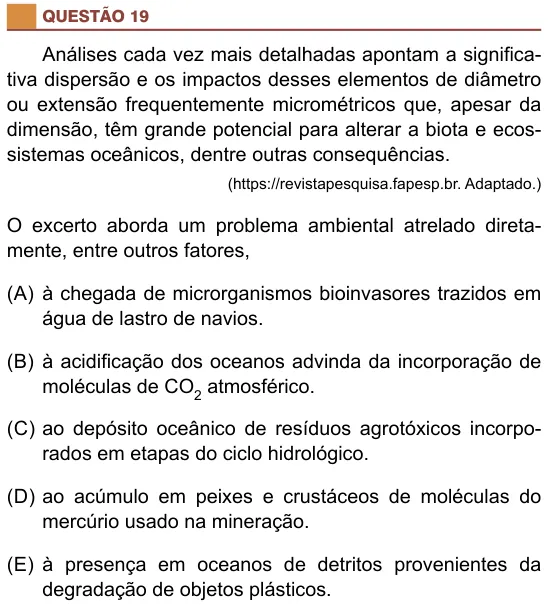 QUESTÃO 19
Análises cada vez mais detalhadas apontam a significa-
tiva dispersão e os impactos desses elementos de diâmetro
ou extensão frequentemente micrométricos que, apesar da
dimensão, têm grande potencial para alterar a biota e ecos-
sistemas oceânicos, dentre outras consequências.
(https://revistapesquisa.fapesp.br. Adaptado.)
O excerto aborda um problema ambiental atrelado direta-
mente, entre outros fatores,
(A) à chegada de microrganismos bioinvasores trazidos em
água de lastro de navios.
(B) à acidificação dos oceanos advinda da incorporação de
moléculas de CO₂ atmosférico.
(C) ao depósito oceânico de resíduos agrotóxicos incorpo-
rados em etapas do ciclo hidrológico.
(D) ao acúmulo em peixes e crustáceos de moléculas do
mercúrio usado na mineração.
(E) à presença em oceanos de detritos provenientes da
degradação de objetos plásticos.